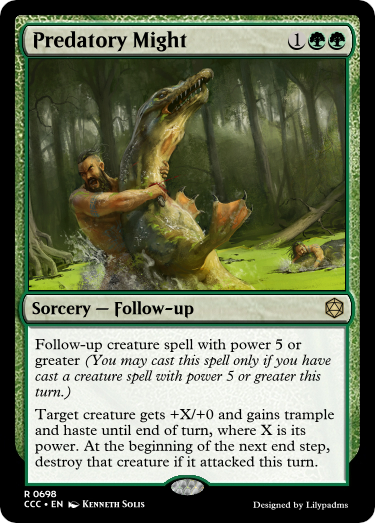 Predatory Might 1
Sorcery — Follow-up
Follow-up creature spell with power 5 or
greater (You may cast this spell only if you have
cast a creature spell with power 5 or greater this
turn.)
Target creature gets +X/+0 and gains trample
and haste until end of turn, where X is its
power. At the beginning of the next end step,
destroy that creature if it attacked this turn.
R 0698
CCC • EN Kenneth Solis
Designed by Lilypadms